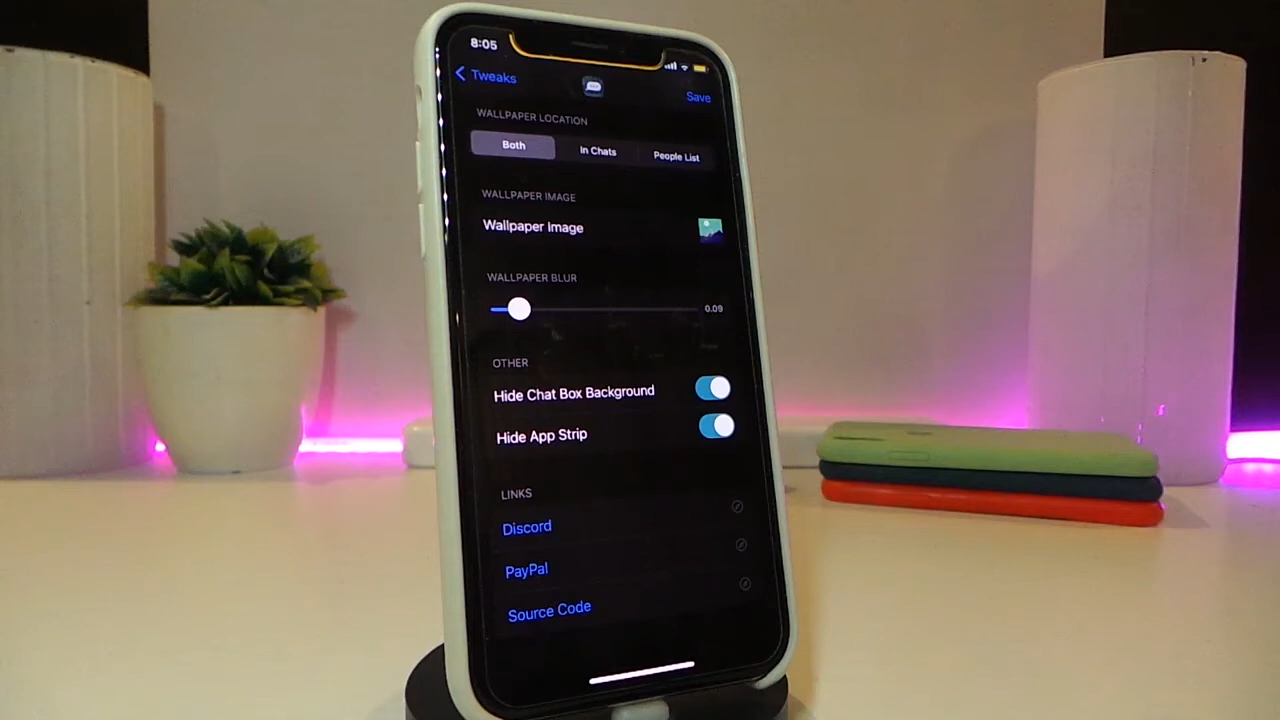 8:05
Tweaks
Save
WALLPAPER LOCATION
Both In Chats People List
WALLPAPER IMAGE
Wallpaper Image
WALLPAPER BLUR
0.09
OTHER
Hide Chat Box Background
Hide App Strip
LINKS
Discord
PayPal
Source Code